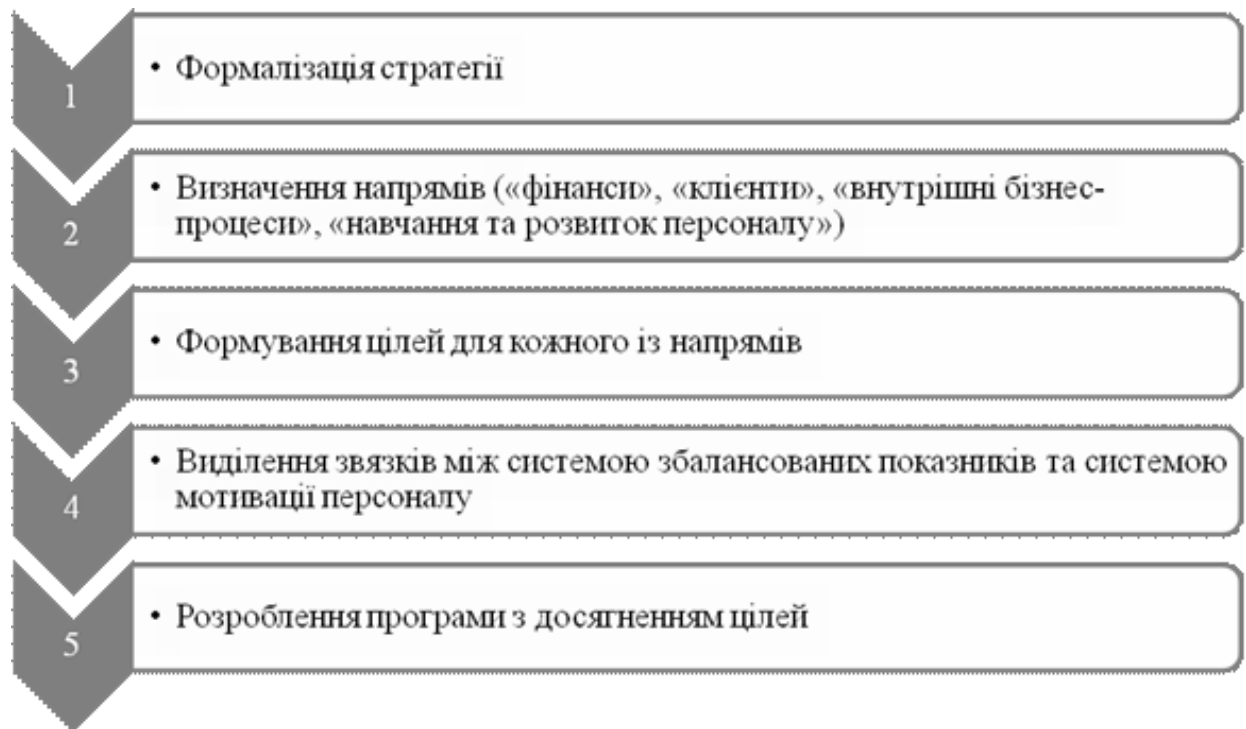 1
• Формалізація стратегії
2
• Визначення напрямів («фінанси», «клієнти», «внутрішні бізнес-
процеси», «навчання та розвиток персоналу»)
3
• Формування цілей для кожного із напрямів
4
• Виділення звязків між системою збалансованих показників та системою
мотивації персоналу
5
• Розроблення програми з досягненням цілей